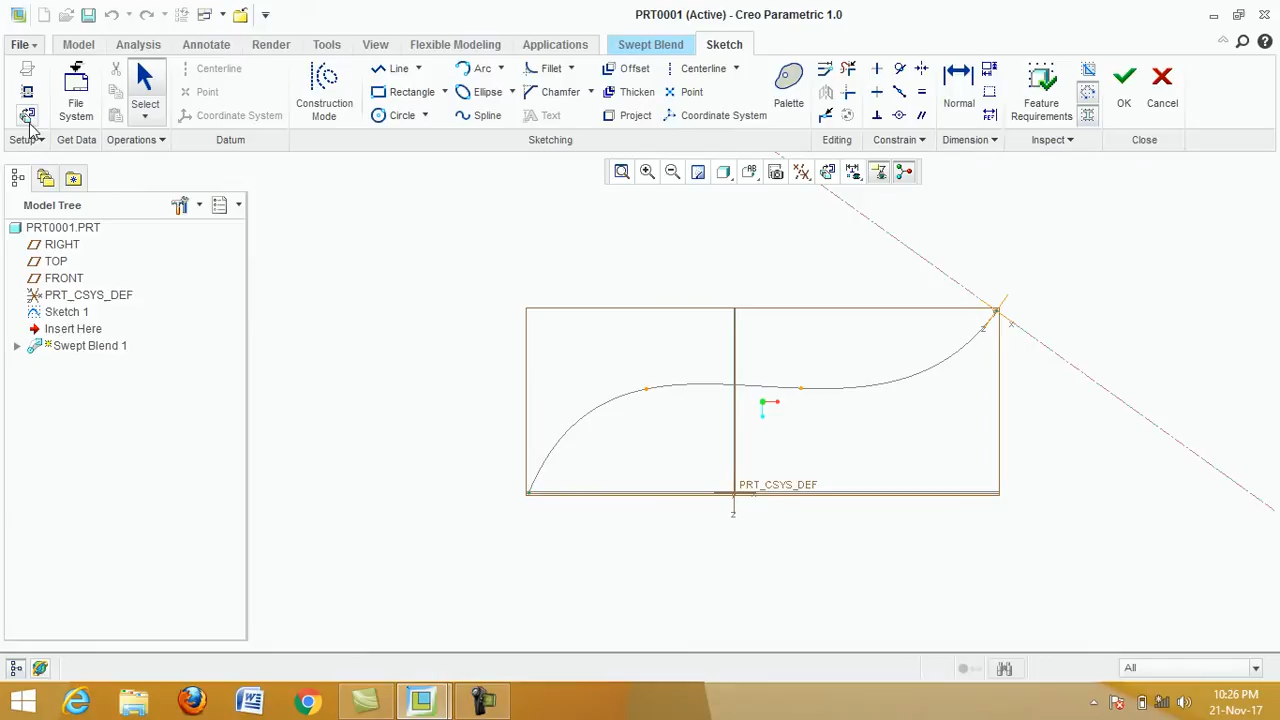 PRT0001 (Active) - Creo Parametric 1.0
File Model Analysis Annotate Render Tools View Flexible Modeling Applications Swept Blend Sketch
Centerline Line Arc Fillet Offset Centerline
Point Rectangle Ellipse Chamfer Thicken Point
Coordinate System Circle Spline Text Project Coordinate System
File System Select Construction Mode Palette Normal Feature Requirements OK Cancel
Setup Get Data Operations Datum Sketching Editing Constrain Dimension Inspect Close
Model Tree
PRT0001.PRT
RIGHT
TOP
FRONT
PRT_CSYS_DEF
Sketch 1
Insert Here
Swept Blend 1
z x
PRT_CSYS_DEF
z
All
10:26 PM
21-Nov-17